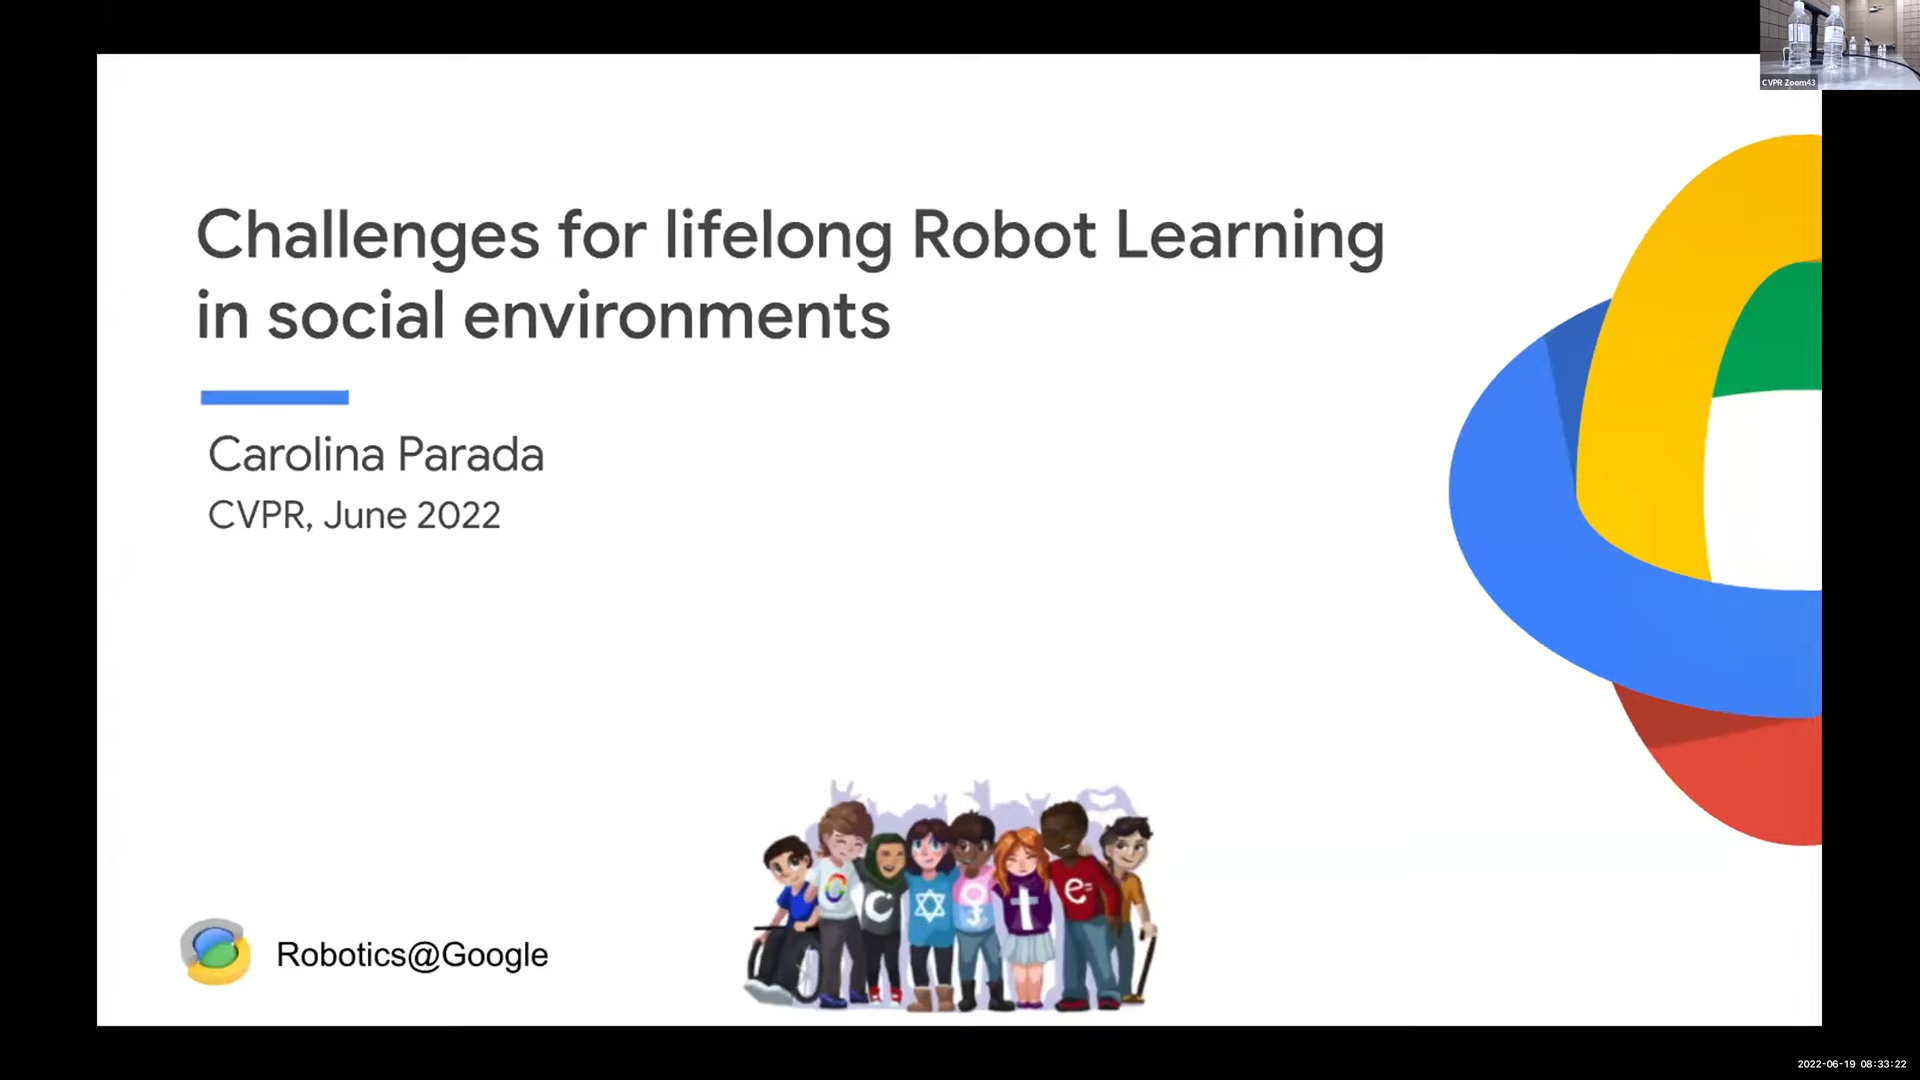 CVPR Zoom43
Challenges for lifelong Robot Learning
in social environments
Carolina Parada
CVPR, June 2022
Robotics@Google
2022-06-19 08:33:22